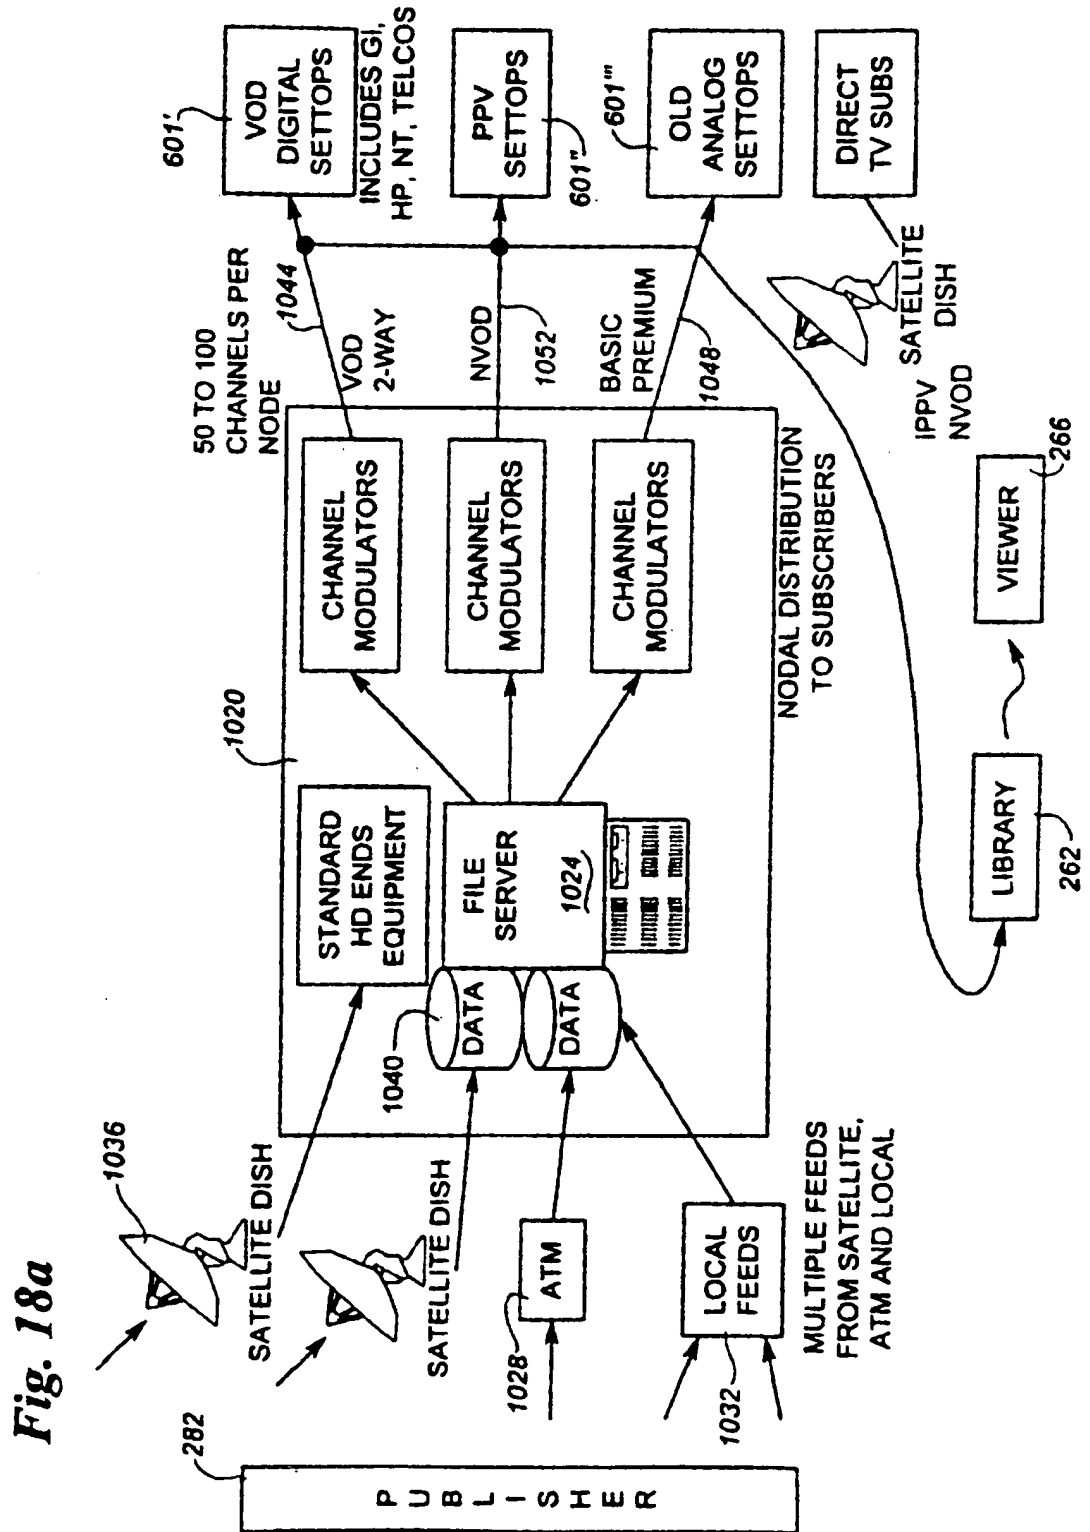 Fig. 18a
282
PUBLISHER
1036
SATELLITE DISH
SATELLITE DISH
1028
ATM
1032
LOCAL
FEEDS
MULTIPLE FEEDS
FROM SATELLITE,
ATM AND LOCAL
1020
STANDARD
HD ENDS
EQUIPMENT
1040
DATA
DATA
FILE
SERVER
1024
CHANNEL
MODULATORS
CHANNEL
MODULATORS
CHANNEL
MODULATORS
NODAL DISTRIBUTION
TO SUBSCRIBERS
50 TO 100
CHANNELS PER
NODE
1044
VOD
2-WAY
NVOD
1052
BASIC
PREMIUM
1048
601'
VOD
DIGITAL
SETTOPS
INCLUDES GI,
HP, NT, TELCOS
PPV
SETTOPS
601''
601'''
OLD
ANALOG
SETTOPS
DIRECT
TV SUBS
SATELLITE
DISH
IPPV
NVOD
LIBRARY
262
VIEWER
266